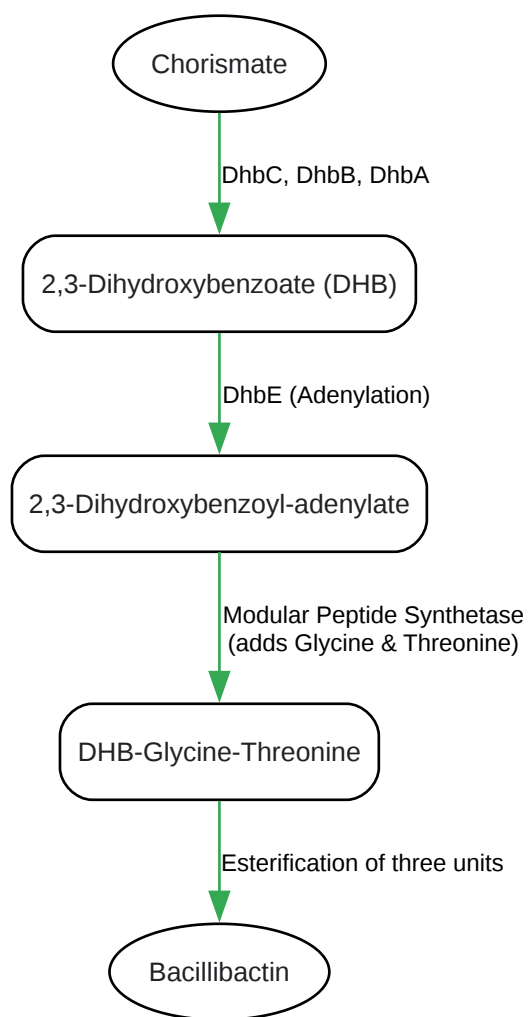 Chorismate
DhbC, DhbB, DhbA
2,3-Dihydroxybenzoate (DHB)
DhbE (Adenylation)
2,3-Dihydroxybenzoyl-adenylate
Modular Peptide Synthetase
(adds Glycine & Threonine)
DHB-Glycine-Threonine
Esterification of three units
Bacillibactin